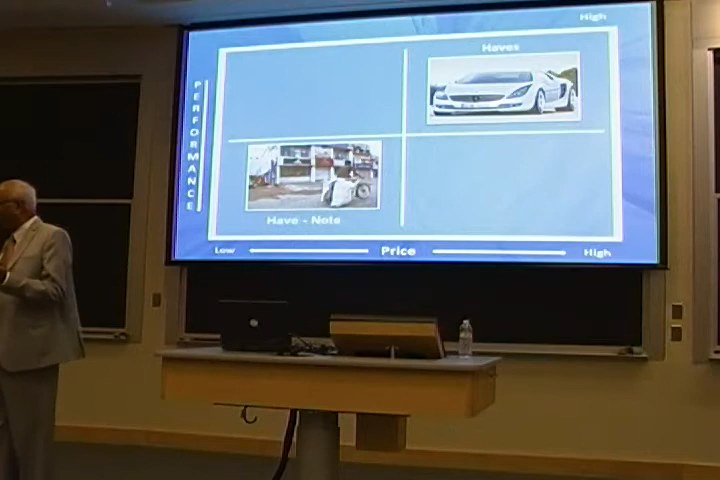 High
Haves
PERFORMANCE
Have - Nots
Low
Price
High